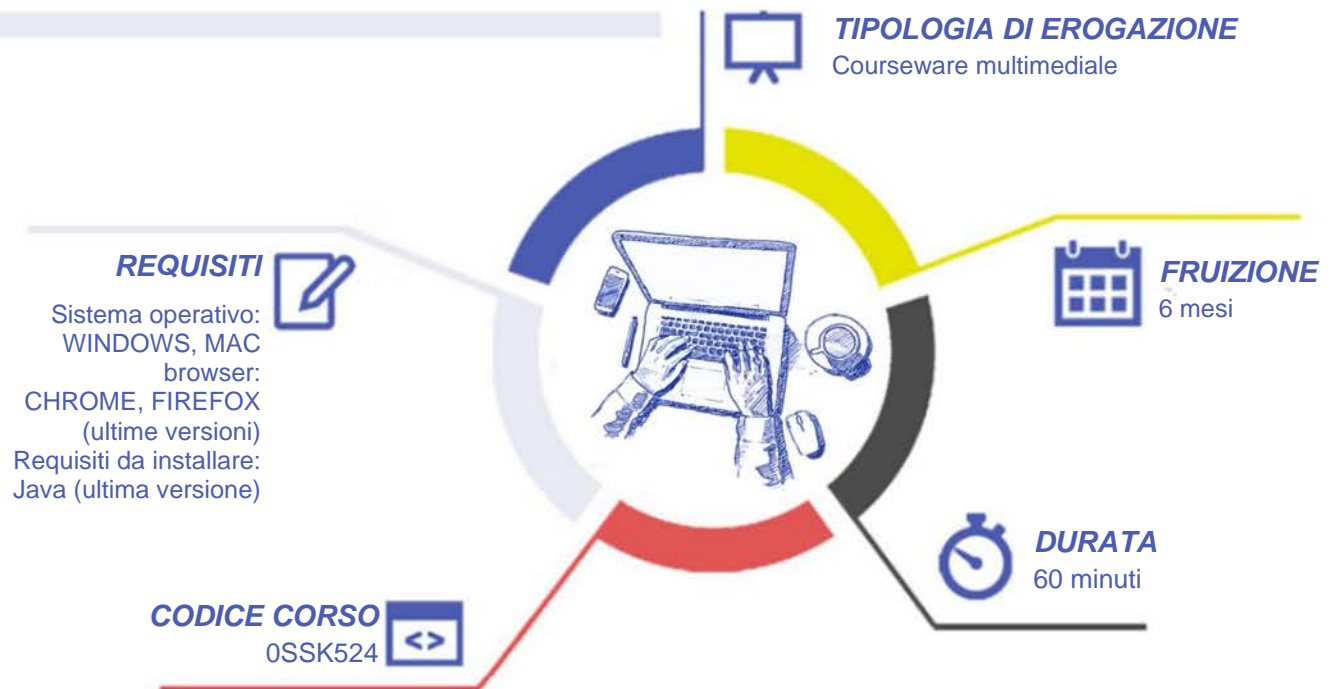 TIPOLOGIA DI EROGAZIONE
Courseware multimediale
REQUISITI
Sistema operativo:
WINDOWS, MAC
browser:
CHROME, FIREFOX
(ultime versioni)
Requisiti da installare:
Java (ultima versione)
FRUIZIONE
6 mesi
DURATA
60 minuti
CODICE CORSO
0SSK524
<>